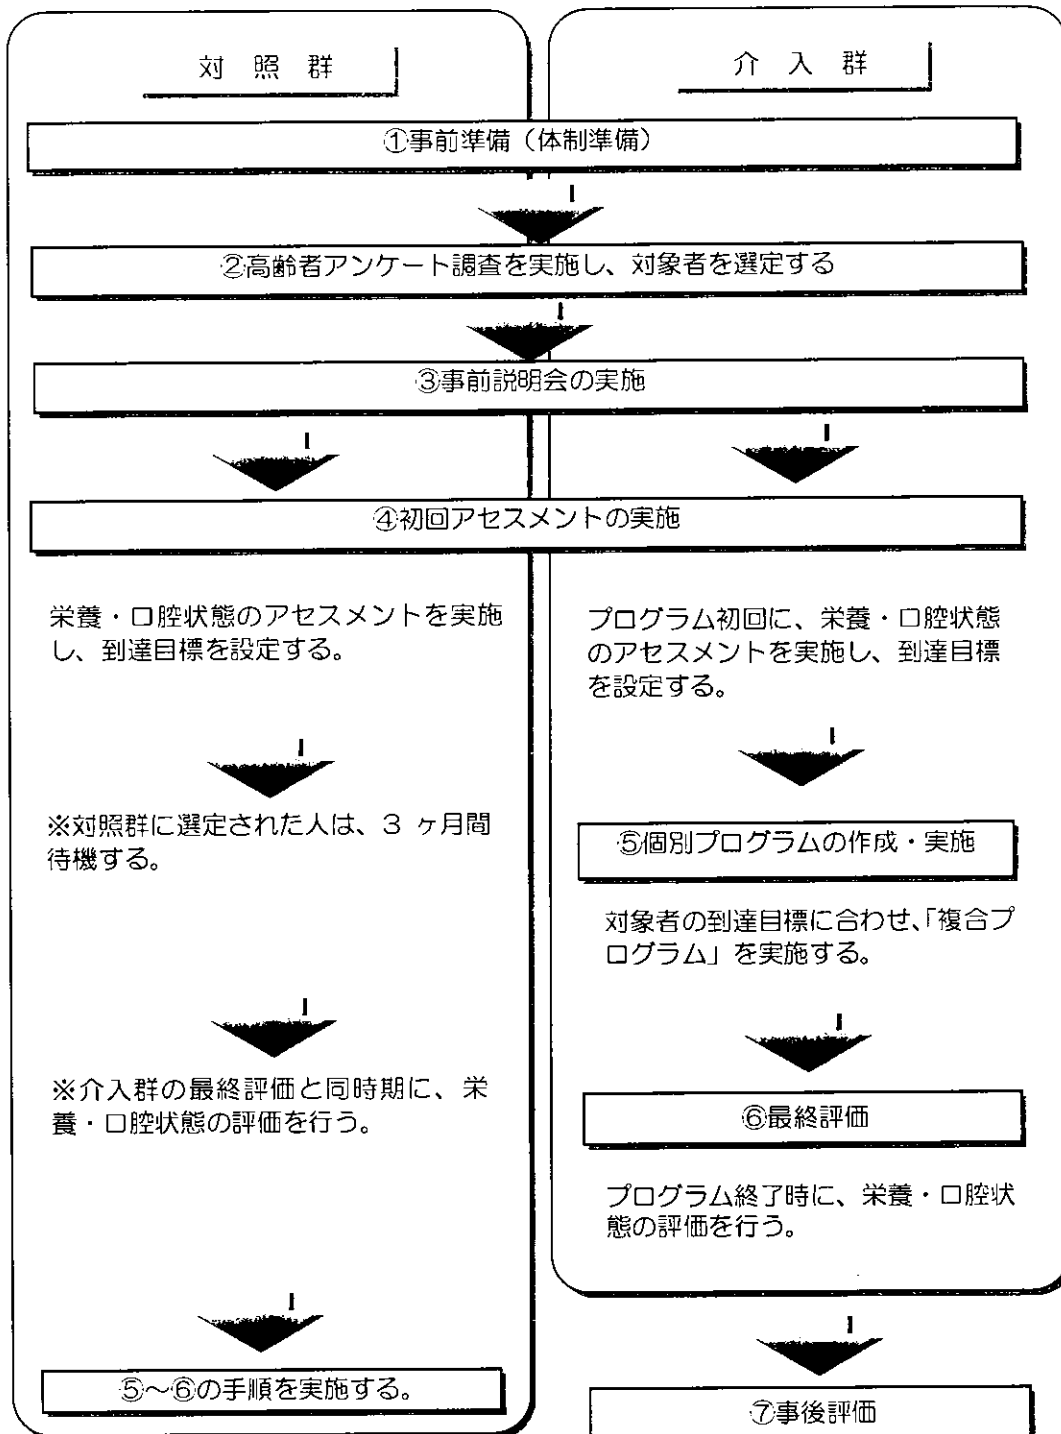 対 照 群
介 入 群
①事前準備（体制準備）
②高齢者アンケート調査を実施し、対象者を選定する
③事前説明会の実施
④初回アセスメントの実施
栄養・口腔状態のアセスメントを実施
し、到達目標を設定する。
プログラム初回に、栄養・口腔状態
のアセスメントを実施し、到達目標
を設定する。
※対照群に選定された人は、３ ヶ月間
待機する。
⑤個別プログラムの作成・実施
対象者の到達目標に合わせ、「複合プ
ログラム」を実施する。
※介入群の最終評価と同時期に、栄
養・口腔状態の評価を行う。
⑥最終評価
プログラム終了時に、栄養・口腔状
態の評価を行う。
⑤～⑥の手順を実施する。
⑦事後評価